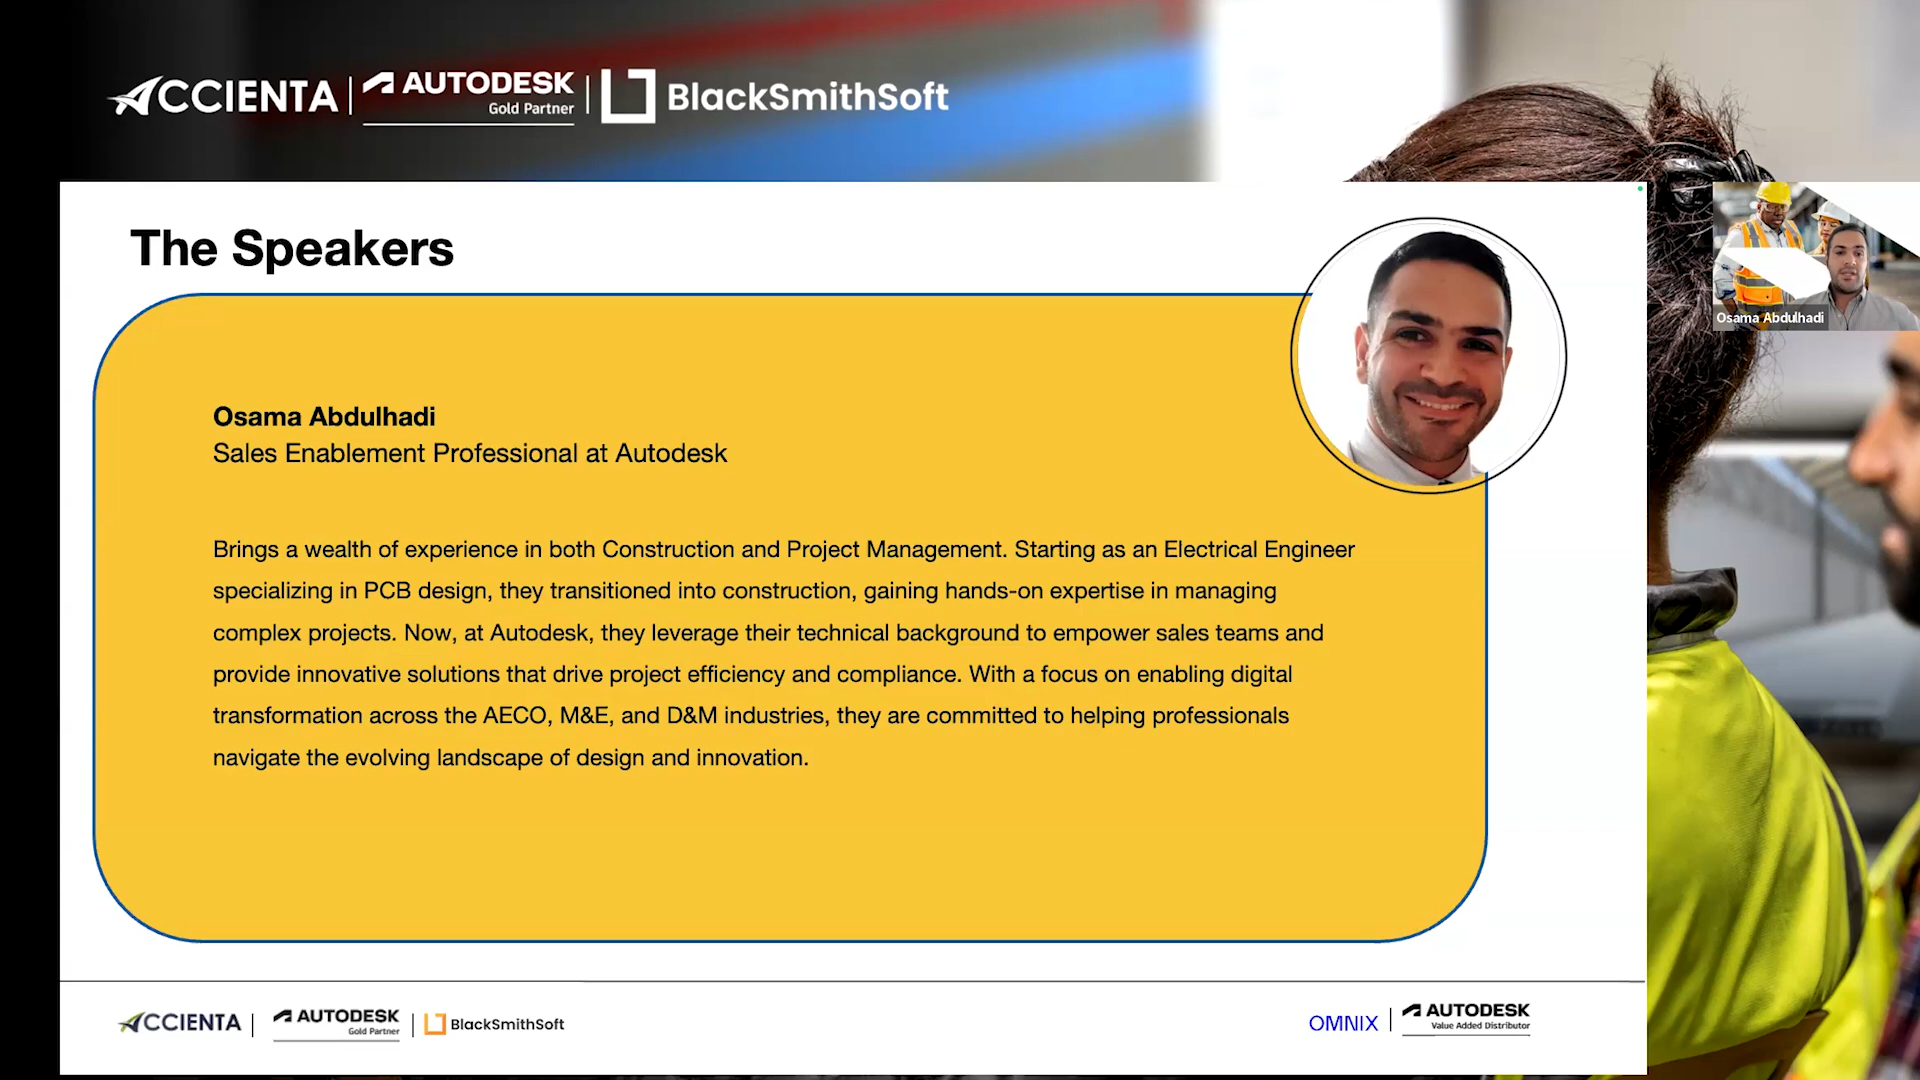 ACCIENTA
AUTODESK
Gold Partner
BlackSmithSoft
The Speakers
Osama Abdulhadi
Osama Abdulhadi
Sales Enablement Professional at Autodesk
Brings a wealth of experience in both Construction and Project Management. Starting as an Electrical Engineer
specializing in PCB design, they transitioned into construction, gaining hands-on expertise in managing
complex projects. Now, at Autodesk, they leverage their technical background to empower sales teams and
provide innovative solutions that drive project efficiency and compliance. With a focus on enabling digital
transformation across the AECO, M&E, and D&M industries, they are committed to helping professionals
navigate the evolving landscape of design and innovation.
ACCIENTA
AUTODESK
Gold Partner
BlackSmithSoft
OMNIX
AUTODESK
Value Added Distributor